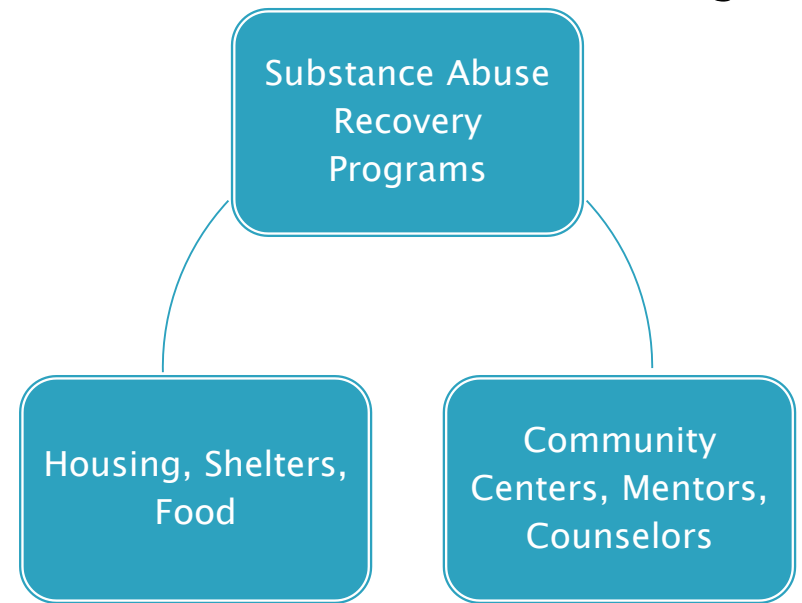 Substance Abuse
Recovery
Programs
Housing, Shelters,
Food
Community
Centers, Mentors,
Counselors